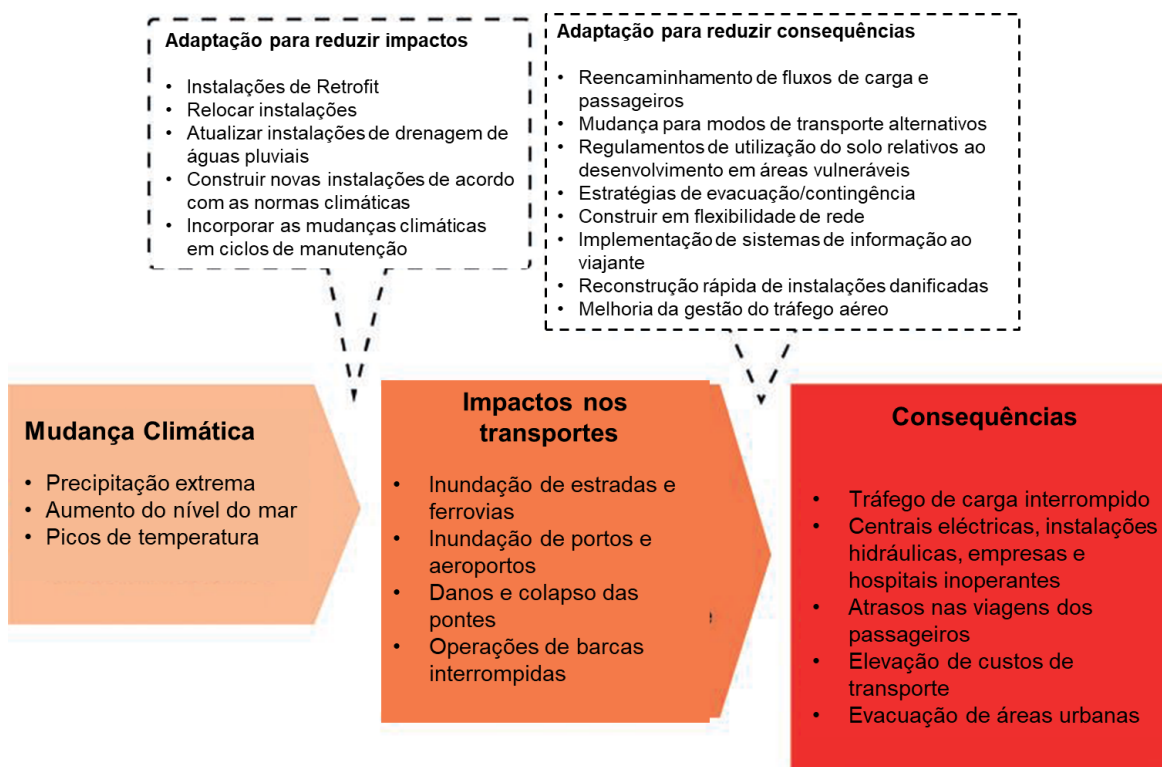 Adaptação para reduzir impactos
• Instalações de Retrofit
• Relocar instalações
• Atualizar instalações de drenagem de
águas pluviais
• Construir novas instalações de acordo
com as normas climáticas
• Incorporar as mudanças climáticas
em ciclos de manutenção
Adaptação para reduzir consequências
• Reencaminhamento de fluxos de carga e
passageiros
• Mudança para modos de transporte alternativos
• Regulamentos de utilização do solo relativos ao
desenvolvimento em áreas vulneráveis
• Estratégias de evacuação/contingência
• Construir em flexibilidade de rede
• Implementação de sistemas de informação ao
viajante
• Reconstrução rápida de instalações danificadas
• Melhoria da gestão do tráfego aéreo
Mudança Climática
• Precipitação extrema
• Aumento do nível do mar
• Picos de temperatura
Impactos nos
transportes
• Inundação de estradas e
ferrovias
• Inundação de portos e
aeroportos
• Danos e colapso das
pontes
• Operações de barcas
interrompidas
Consequências
• Tráfego de carga interrompido
• Centrais eléctricas, instalações
hidráulicas, empresas e
hospitais inoperantes
• Atrasos nas viagens dos
passageiros
• Elevação de custos de
transporte
• Evacuação de áreas urbanas